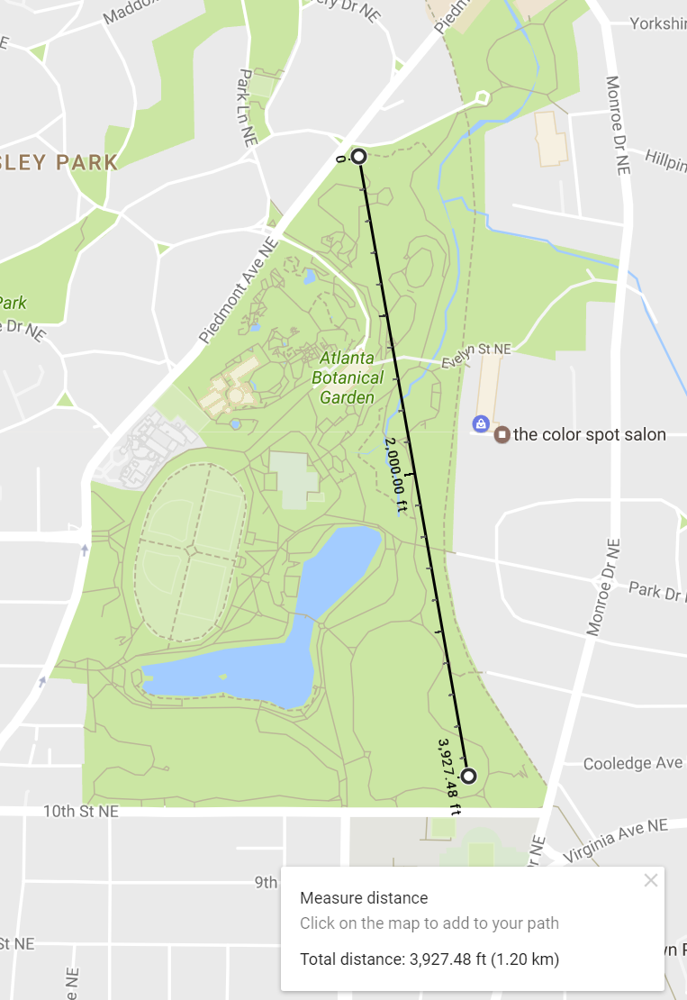 Maddox
ery Dr NE
Piedm
Yorkshir
E
Park Ln NE
Monroe Dr NE
SLEY PARK
0
Hillpin
Piedmont Ave NE
Park
e Dr NE
Evelyn St NE
Atlanta
Botanical
Garden
the color spot salon
2,000.00 ft
Monroe Dr NE
Park Dr
3,927.48 ft
Cooledge Ave
10th St NE
Virginia Ave NE
Dr NE
9th
St NE
e NE
wn P
Measure distance
Click on the map to add to your path
Total distance: 3,927.48 ft (1.20 km)